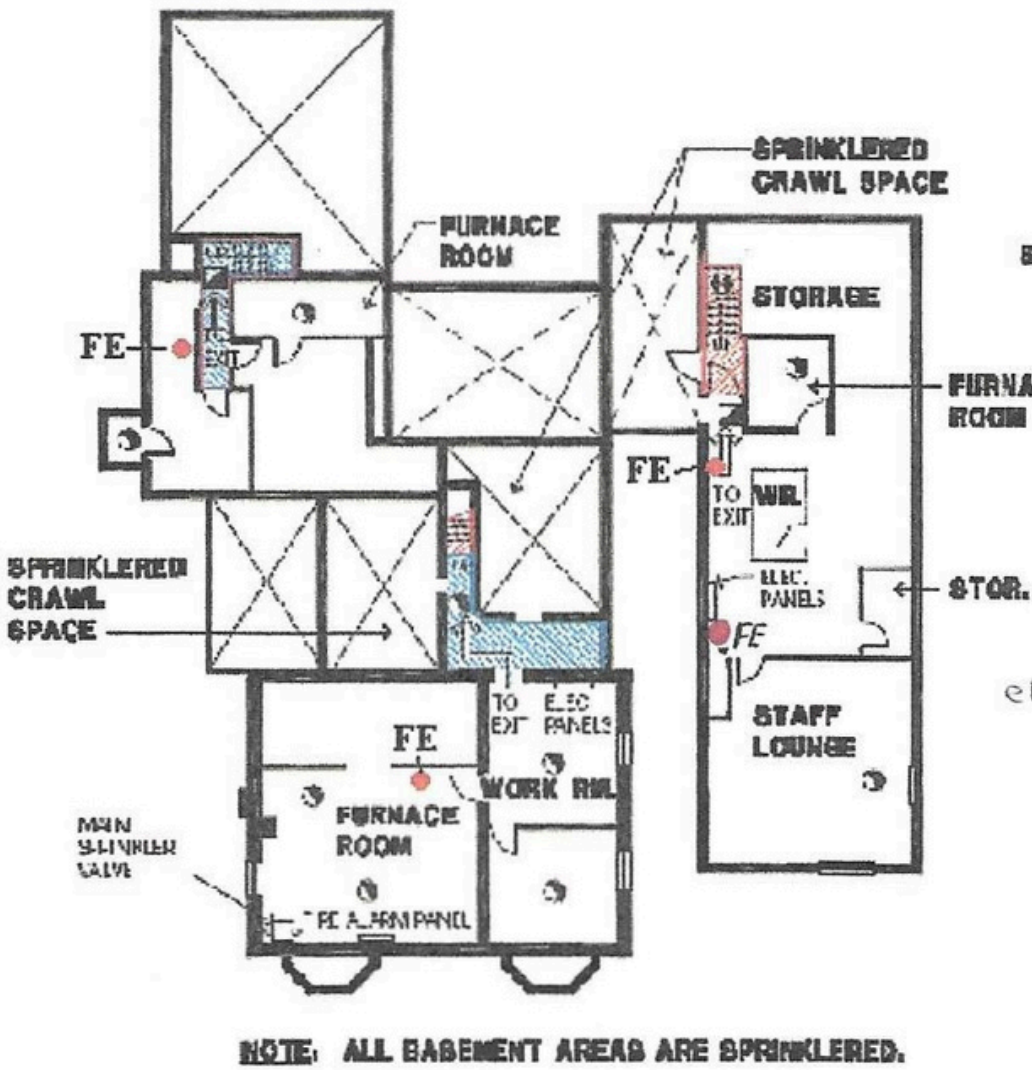 SPRINKLERED
CRAWL SPACE
FURNACE
ROOM
STORAGE
FE
EXIT
FURNA
ROOM
FE
TO
EXIT
WR.
ELEC.
PANELS
STOR.
SPRINKLERED
CRAWL
SPACE
FE
TO
EXIT
ELEC
PANELS
STAFF
LOUNGE
FE
WORK RM.
FURNACE
ROOM
MAIN
SPRINKLER
VALVE
FIRE ALARM PANEL
NOTE: ALL BASEMENT AREAS ARE SPRINKLERED.